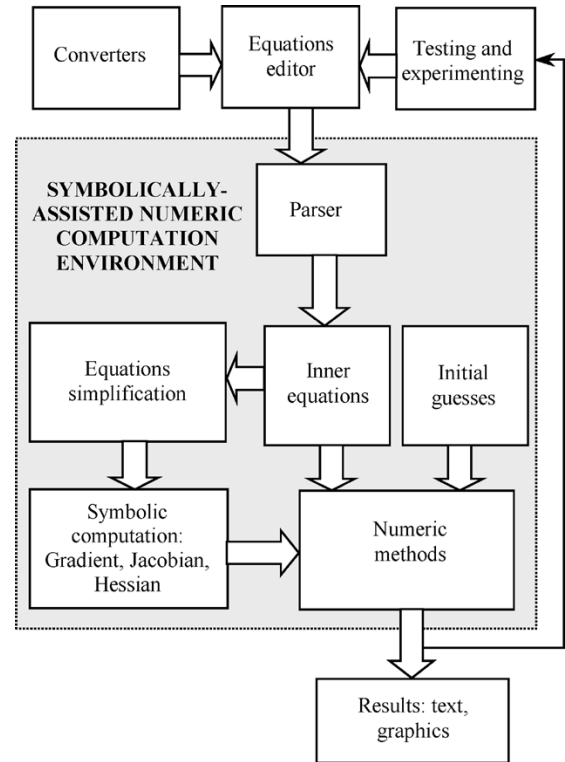 Converters
Equations
editor
Testing and
experimenting
SYMBOLICALLY-
ASSISTED NUMERIC
COMPUTATION
ENVIRONMENT
Parser
Equations
simplification
Inner
equations
Initial
guesses
Symbolic
computation:
Gradient, Jacobian,
Hessian
Numeric
methods
Results: text,
graphics